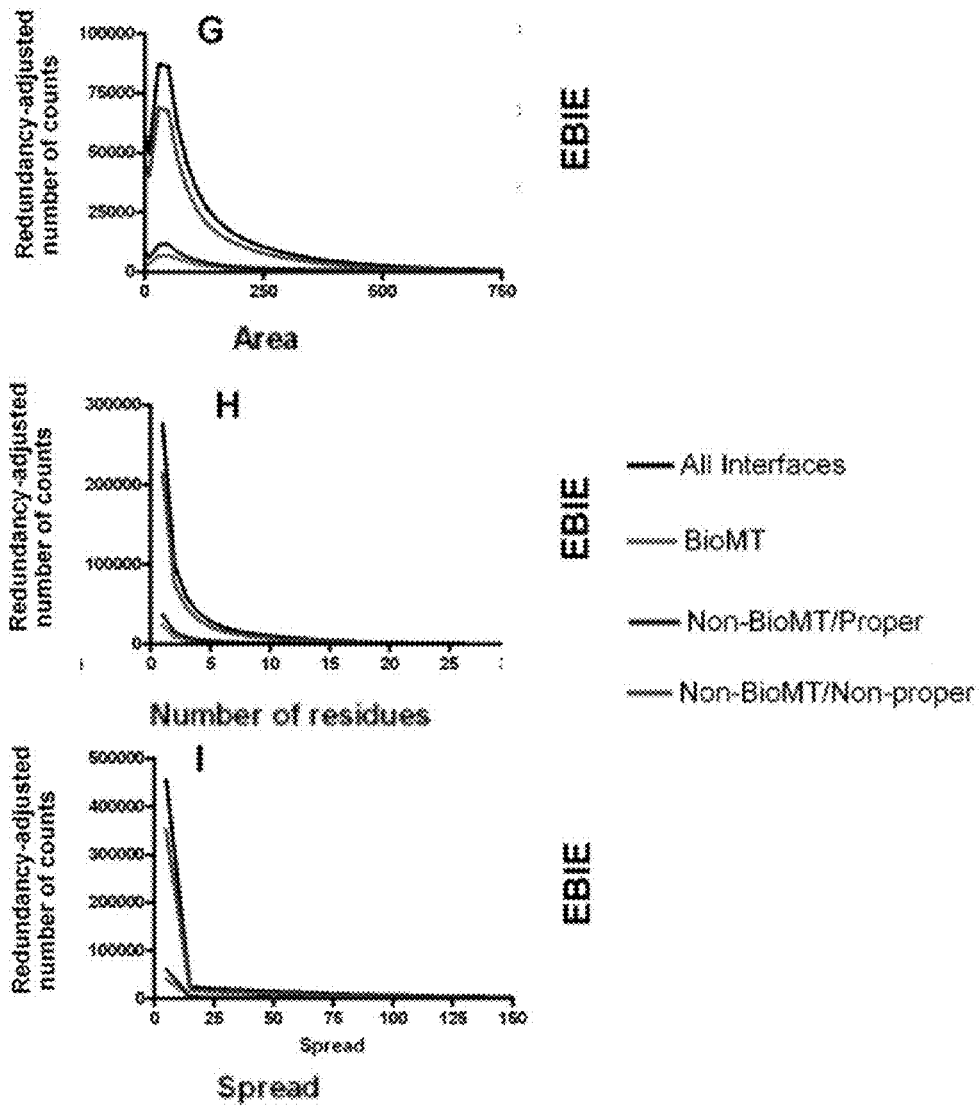 G
Redundancy-adjusted
number of counts
100000
75000
50000
25000
0
0 250 500 750
Area
EBIE
H
Redundancy-adjusted
number of counts
300000
200000
100000
0
0 5 10 15 20 25
Number of residues
EBIE
All Interfaces
BioMT
Non-BioMT/Proper
Non-BioMT/Non-proper
I
Redundancy-adjusted
number of counts
500000
400000
300000
200000
100000
0
0 25 50 75 100 125 150
Spread
Spread
EBIE